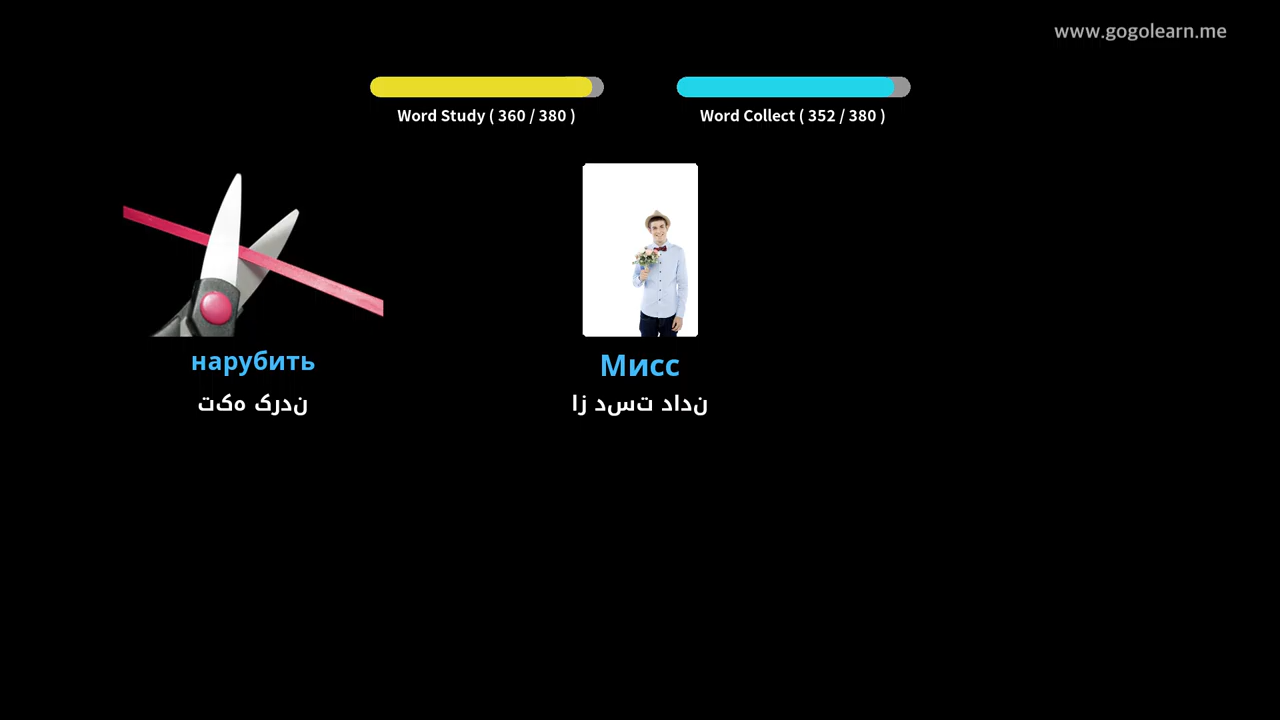 www.gogolearn.me
Word Study ( 360 / 380 )
Word Collect ( 352 / 380 )
нарубить
تکه کردن
Мисс
از دست دادن